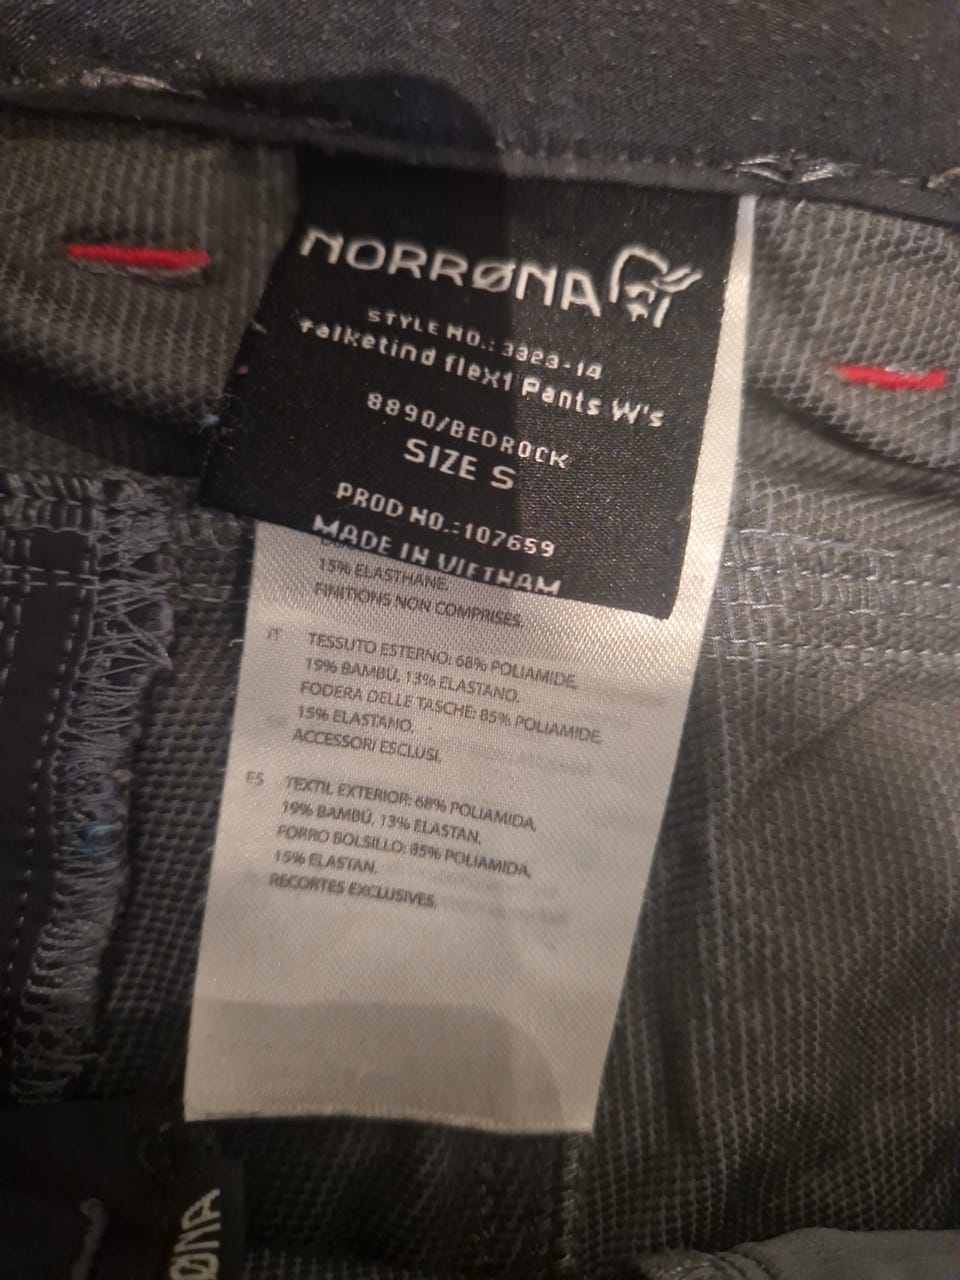 NORRØNA
STYLE NO.: 3323-14
falketind flex1 Pants W's
8890/BEDROCK
SIZE S
PROD NO.:107659
MADE IN VIETNAM
15% ELASTHANE.
FINITIONS NON COMPRISES.
IT TESSUTO ESTERNO: 68% POLIAMIDE,
19% BAMBÚ, 13% ELASTANO.
FODERA DELLE TASCHE: 85% POLIAMIDE,
15% ELASTANO.
ACCESSORI ESCLUSI.
ES TEXTIL EXTERIOR: 68% POLIAMIDA,
19% BAMBÚ, 13% ELASTAN.
FORRO BOLSILLO: 85% POLIAMIDA,
15% ELASTAN.
RECORTES EXCLUSIVES.
ØNA